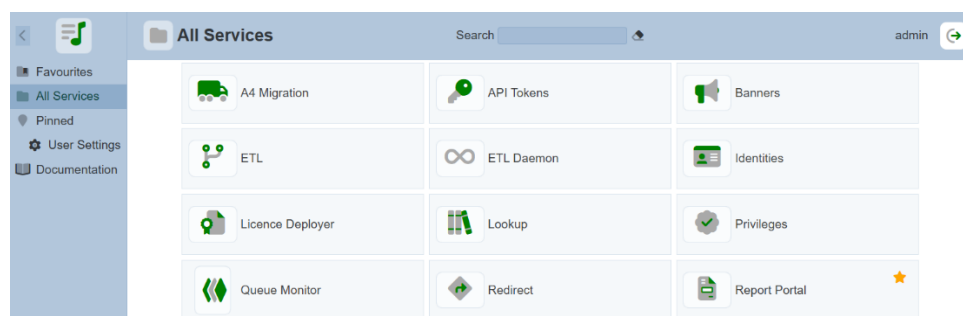 All Services
Search
admin
Favourites
All Services
Pinned
User Settings
Documentation
A4 Migration
API Tokens
Banners
ETL
ETL Daemon
Identities
Licence Deployer
Lookup
Privileges
Queue Monitor
Redirect
Report Portal